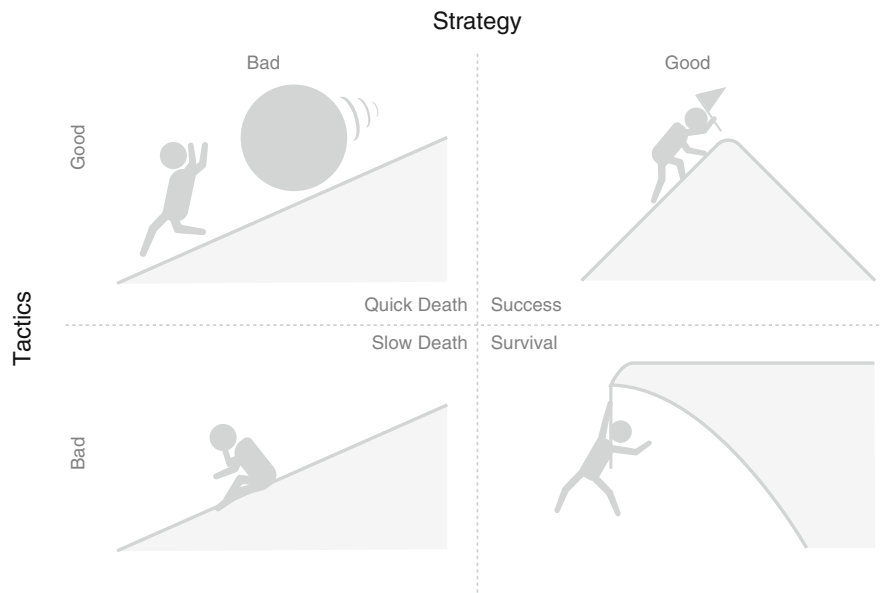 Strategy
Bad
Good
Tactics
Good
Quick Death
Success
Slow Death
Survival
Bad